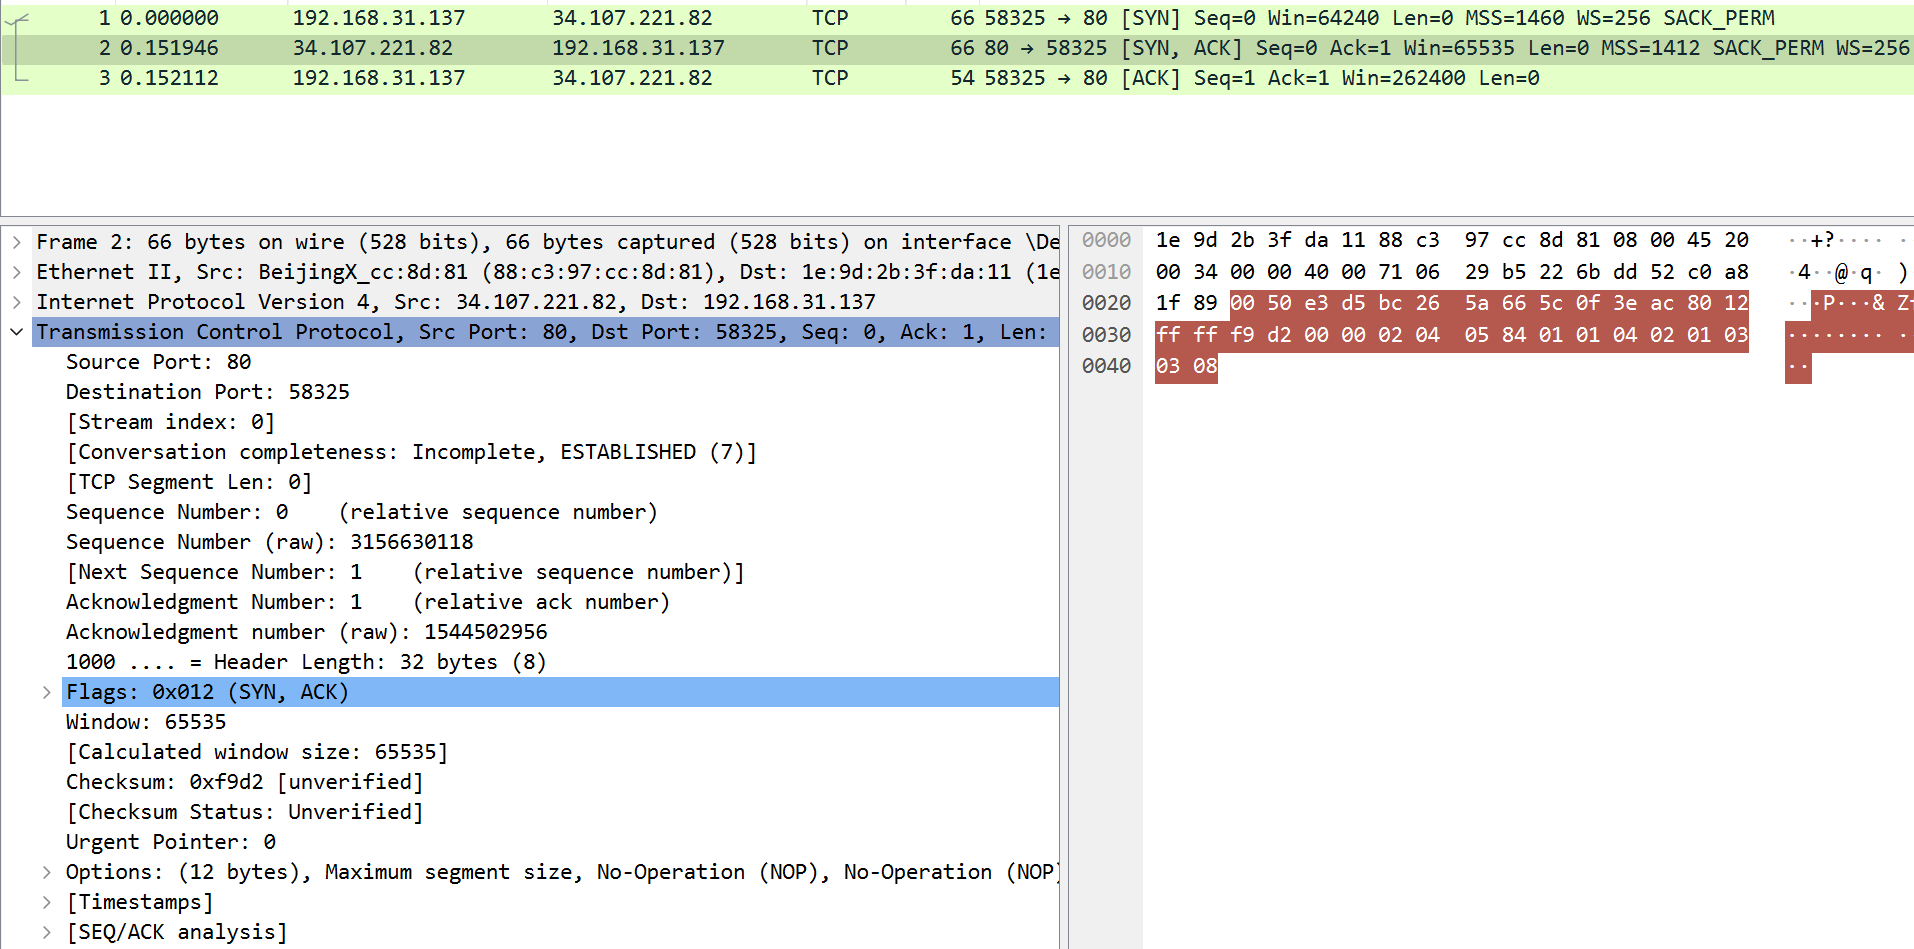 1 0.000000 192.168.31.137 34.107.221.82 TCP 66 58325 → 80 [SYN] Seq=0 Win=64240 Len=0 MSS=1460 WS=256 SACK_PERM
2 0.151946 34.107.221.82 192.168.31.137 TCP 66 80 → 58325 [SYN, ACK] Seq=0 Ack=1 Win=65535 Len=0 MSS=1412 SACK_PERM WS=256
3 0.152112 192.168.31.137 34.107.221.82 TCP 54 58325 → 80 [ACK] Seq=1 Ack=1 Win=262400 Len=0
Frame 2: 66 bytes on wire (528 bits), 66 bytes captured (528 bits) on interface \De
Ethernet II, Src: BeijingX_cc:8d:81 (88:c3:97:cc:8d:81), Dst: 1e:9d:2b:3f:da:11 (1e
Internet Protocol Version 4, Src: 34.107.221.82, Dst: 192.168.31.137
Transmission Control Protocol, Src Port: 80, Dst Port: 58325, Seq: 0, Ack: 1, Len:
Source Port: 80
Destination Port: 58325
[Stream index: 0]
[Conversation completeness: Incomplete, ESTABLISHED (7)]
[TCP Segment Len: 0]
Sequence Number: 0 (relative sequence number)
Sequence Number (raw): 3156630118
[Next Sequence Number: 1 (relative sequence number)]
Acknowledgment Number: 1 (relative ack number)
Acknowledgment number (raw): 1544502956
1000 .... = Header Length: 32 bytes (8)
Flags: 0x012 (SYN, ACK)
Window: 65535
[Calculated window size: 65535]
Checksum: 0xf9d2 [unverified]
[Checksum Status: Unverified]
Urgent Pointer: 0
Options: (12 bytes), Maximum segment size, No-Operation (NOP), No-Operation (NOP)
[Timestamps]
[SEQ/ACK analysis]
0000 1e 9d 2b 3f da 11 88 c3 97 cc 8d 81 08 00 45 20 ··+?···· ·
0010 00 34 00 00 40 00 71 06 29 b5 22 6b dd 52 c0 a8 ·4··@·q· )
0020 1f 89 00 50 e3 d5 bc 26 5a 66 5c 0f 3e ac 80 12 ···P···& Zf
0030 ff ff f9 d2 00 00 02 04 05 84 01 01 04 02 01 03 ········ ··
0040 03 08 ··